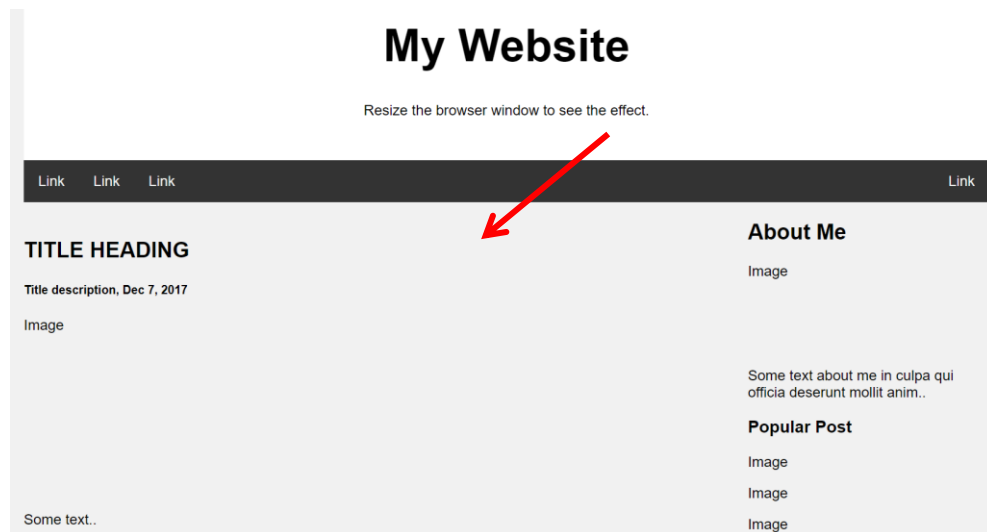 My Website
Resize the browser window to see the effect.
Link Link Link Link
TITLE HEADING
Title description, Dec 7, 2017
Image
Some text..
About Me
Image
Some text about me in culpa qui
officia deserunt mollit anim..
Popular Post
Image
Image
Image